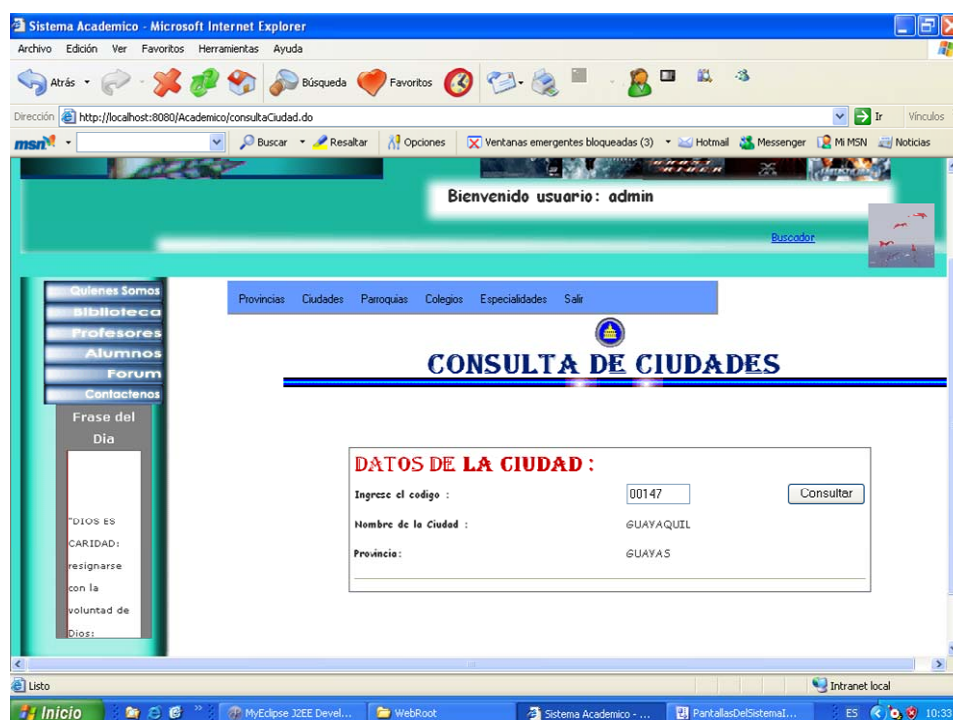 Sistema Academico - Microsoft Internet Explorer
Archivo Edición Ver Favoritos Herramientas Ayuda
Atrás Búsqueda Favoritos
Dirección http://localhost:8080/Academico/consultaCiudad.do Ir Vínculos
msn Buscar Resaltar Opciones Ventanas emergentes bloqueadas (3) Hotmail Messenger Mi MSN Noticias
Bienvenido usuario: admin
Buscador
Quienes Somos
Biblioteca
Profesores
Alumnos
Forum
Contactenos
Frase del
Dia
"DIOS ES
CARIDAD:
resignarse
con la
voluntad de
Dios:
Provincias Ciudades Parroquias Colegios Especialidades Salir
CONSULTA DE CIUDADES
DATOS DE LA CIUDAD :
Ingrese el codigo : 00147 Consultar
Nombre de la Ciudad : GUAYAQUIL
Provincia: GUAYAS
Listo Intranet local
Inicio » MyEclipse J2EE Devel... WebRoot Sistema Academico - ... PantallasDelSistemaI... ES 10:33